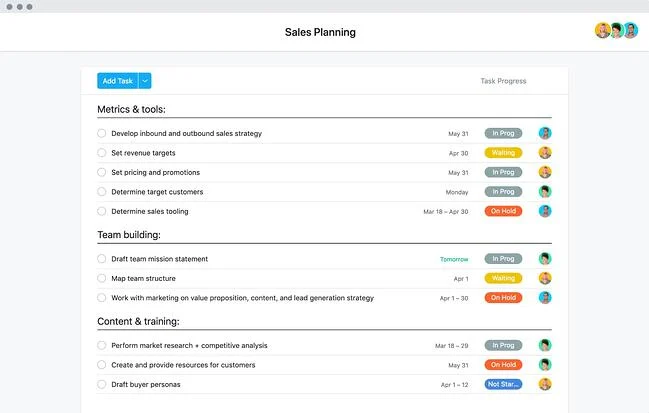 Sales Planning
Add Task
Task Progress
Metrics & tools:
Develop inbound and outbound sales strategy May 31 In Prog
Set revenue targets Apr 30 Waiting
Set pricing and promotions May 31 In Prog
Determine target customers Monday In Prog
Determine sales tooling Mar 18 – Apr 30 On Hold
Team building:
Draft team mission statement Tomorrow In Prog
Map team structure Apr 1 Waiting
Work with marketing on value proposition, content, and lead generation strategy Apr 1 – 30 On Hold
Content & training:
Perform market research + competitive analysis Mar 18 – 29 In Prog
Create and provide resources for customers May 31 On Hold
Draft buyer personas Apr 1 – 12 Not Star...